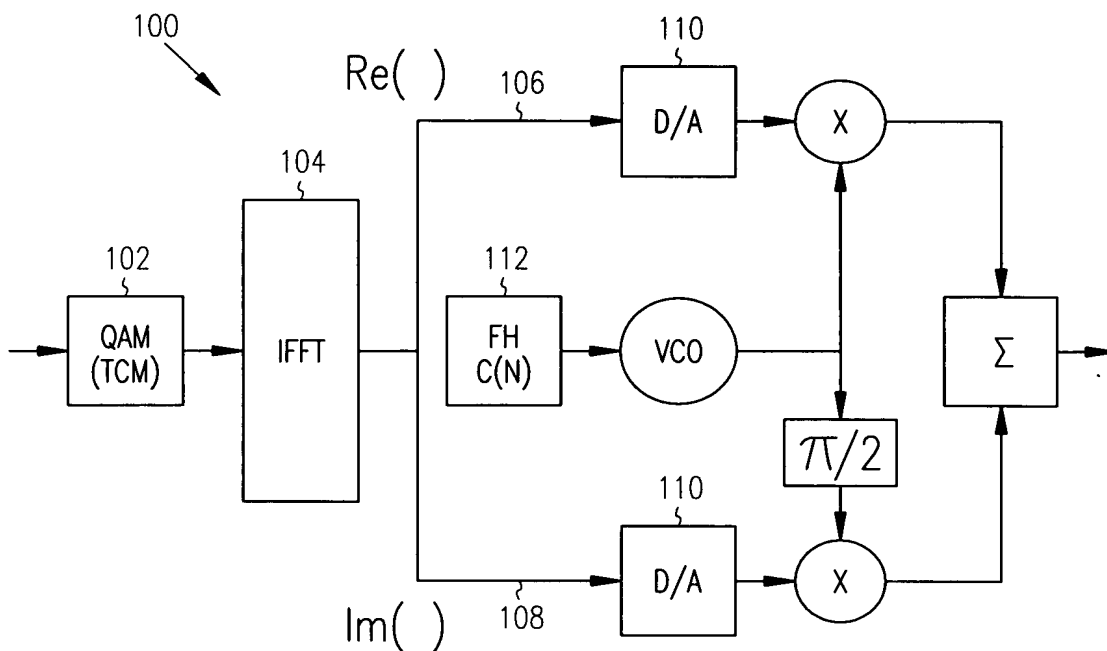 100
Re( )
106
110
D/A
X
104
102
QAM
(TCM)
IFFT
112
FH
C(N)
VCO
Σ
π/2
110
D/A
X
108
Im( )